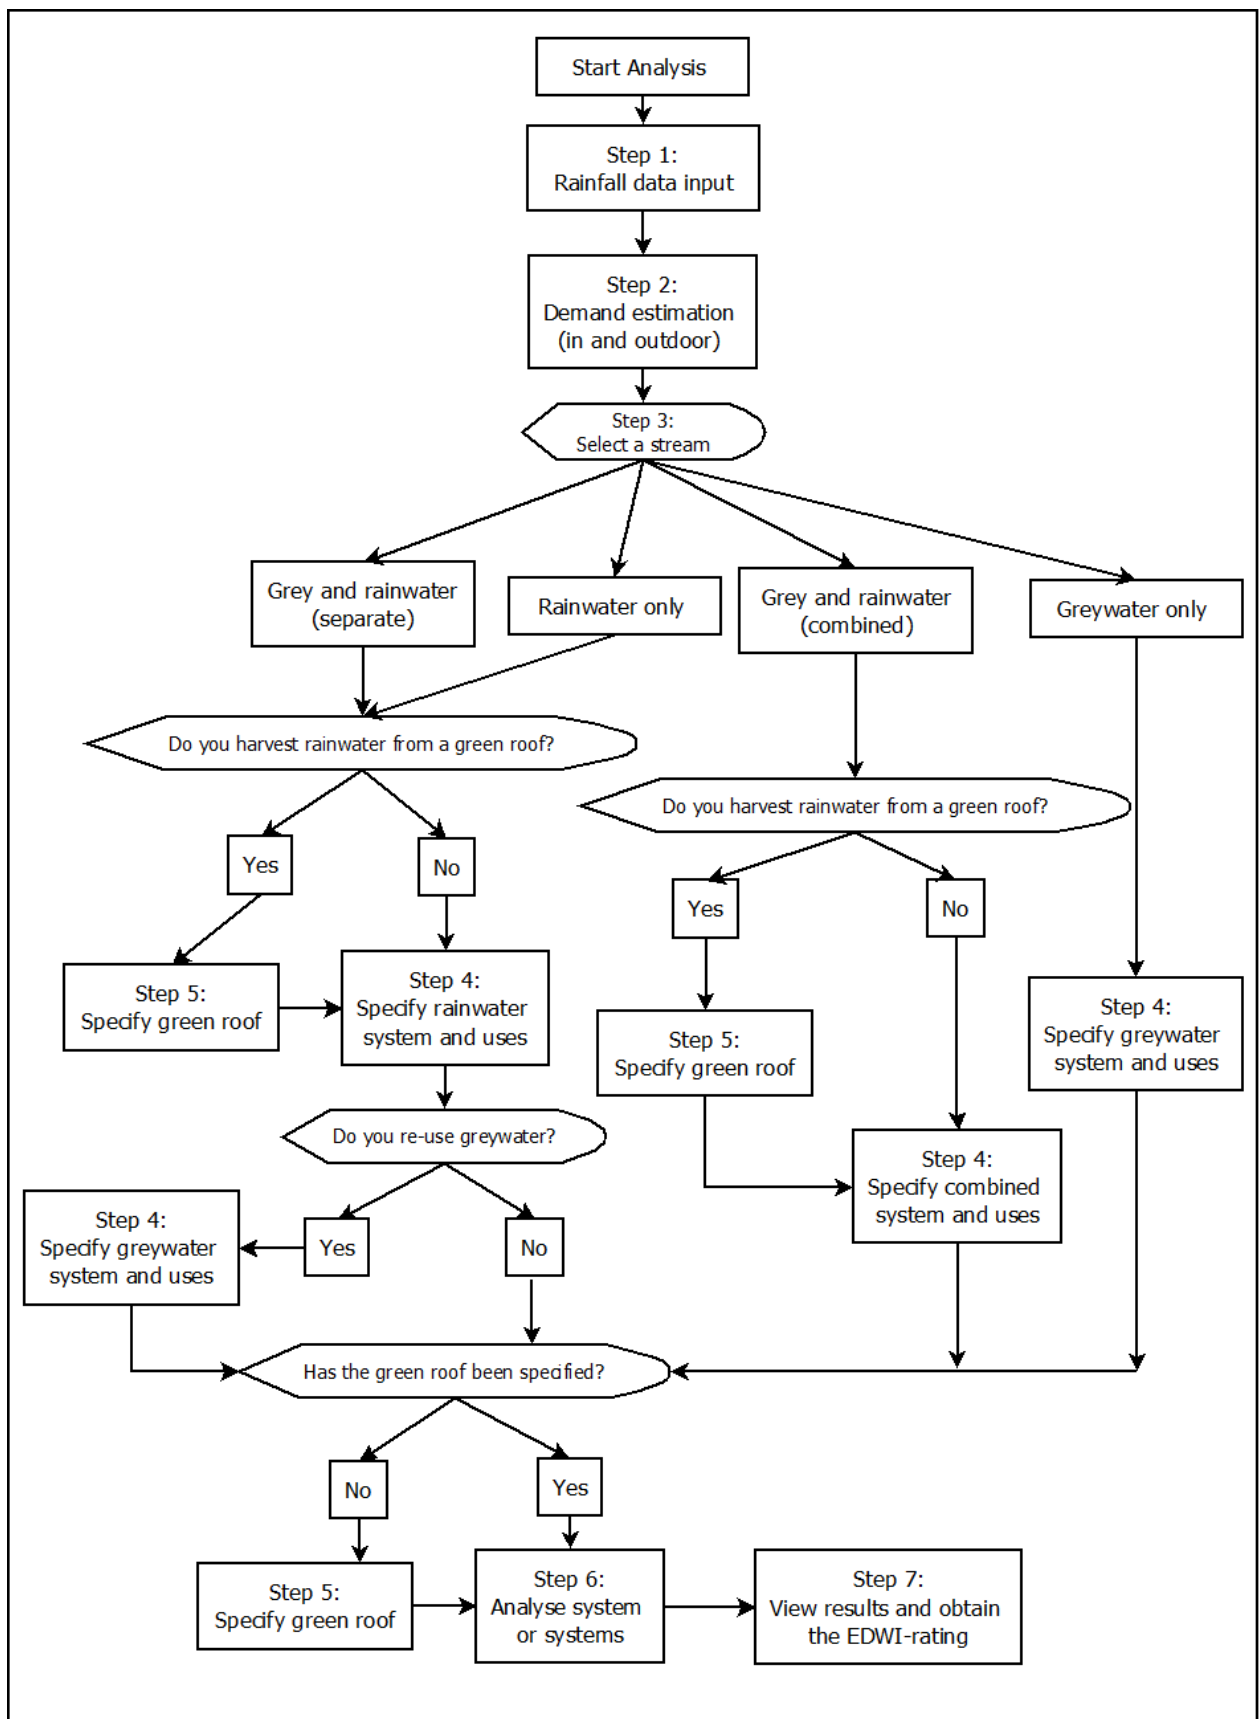 Start Analysis
Step 1:
Rainfall data input
Step 2:
Demand estimation
(in and outdoor)
Step 3:
Select a stream
Grey and rainwater
(separate)
Rainwater only
Grey and rainwater
(combined)
Greywater only
Do you harvest rainwater from a green roof?
Do you harvest rainwater from a green roof?
Yes
No
Yes
No
Step 5:
Specify green roof
Step 4:
Specify rainwater
system and uses
Step 5:
Specify green roof
Step 4:
Specify greywater
system and uses
Do you re-use greywater?
Step 4:
Specify combined
system and uses
Step 4:
Specify greywater
system and uses
Yes
No
Has the green roof been specified?
No
Yes
Step 5:
Specify green roof
Step 6:
Analyse system
or systems
Step 7:
View results and obtain
the EDWI-rating